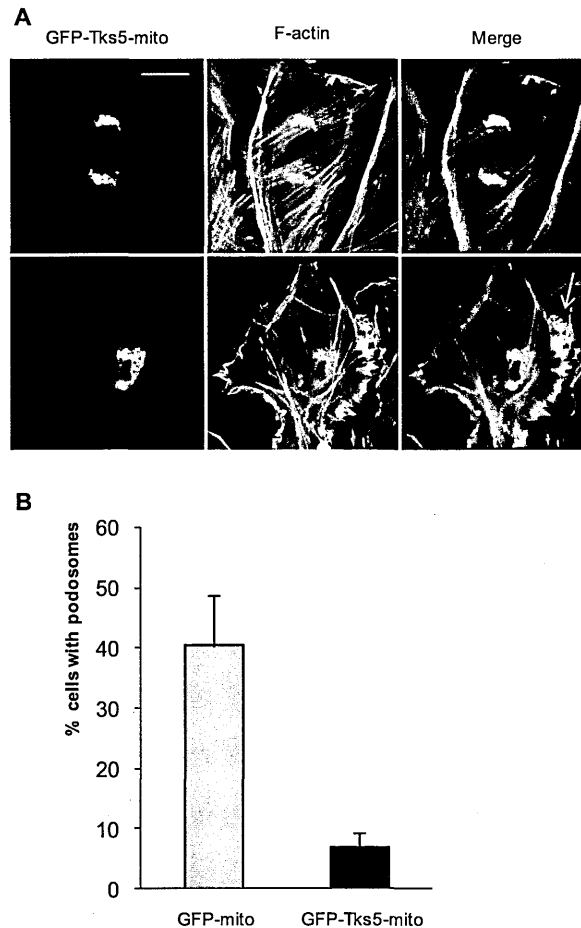 A
GFP-Tks5-mito F-actin Merge
B
% cells with podosomes
60
50
40
30
20
10
0
GFP-mito GFP-Tks5-mito